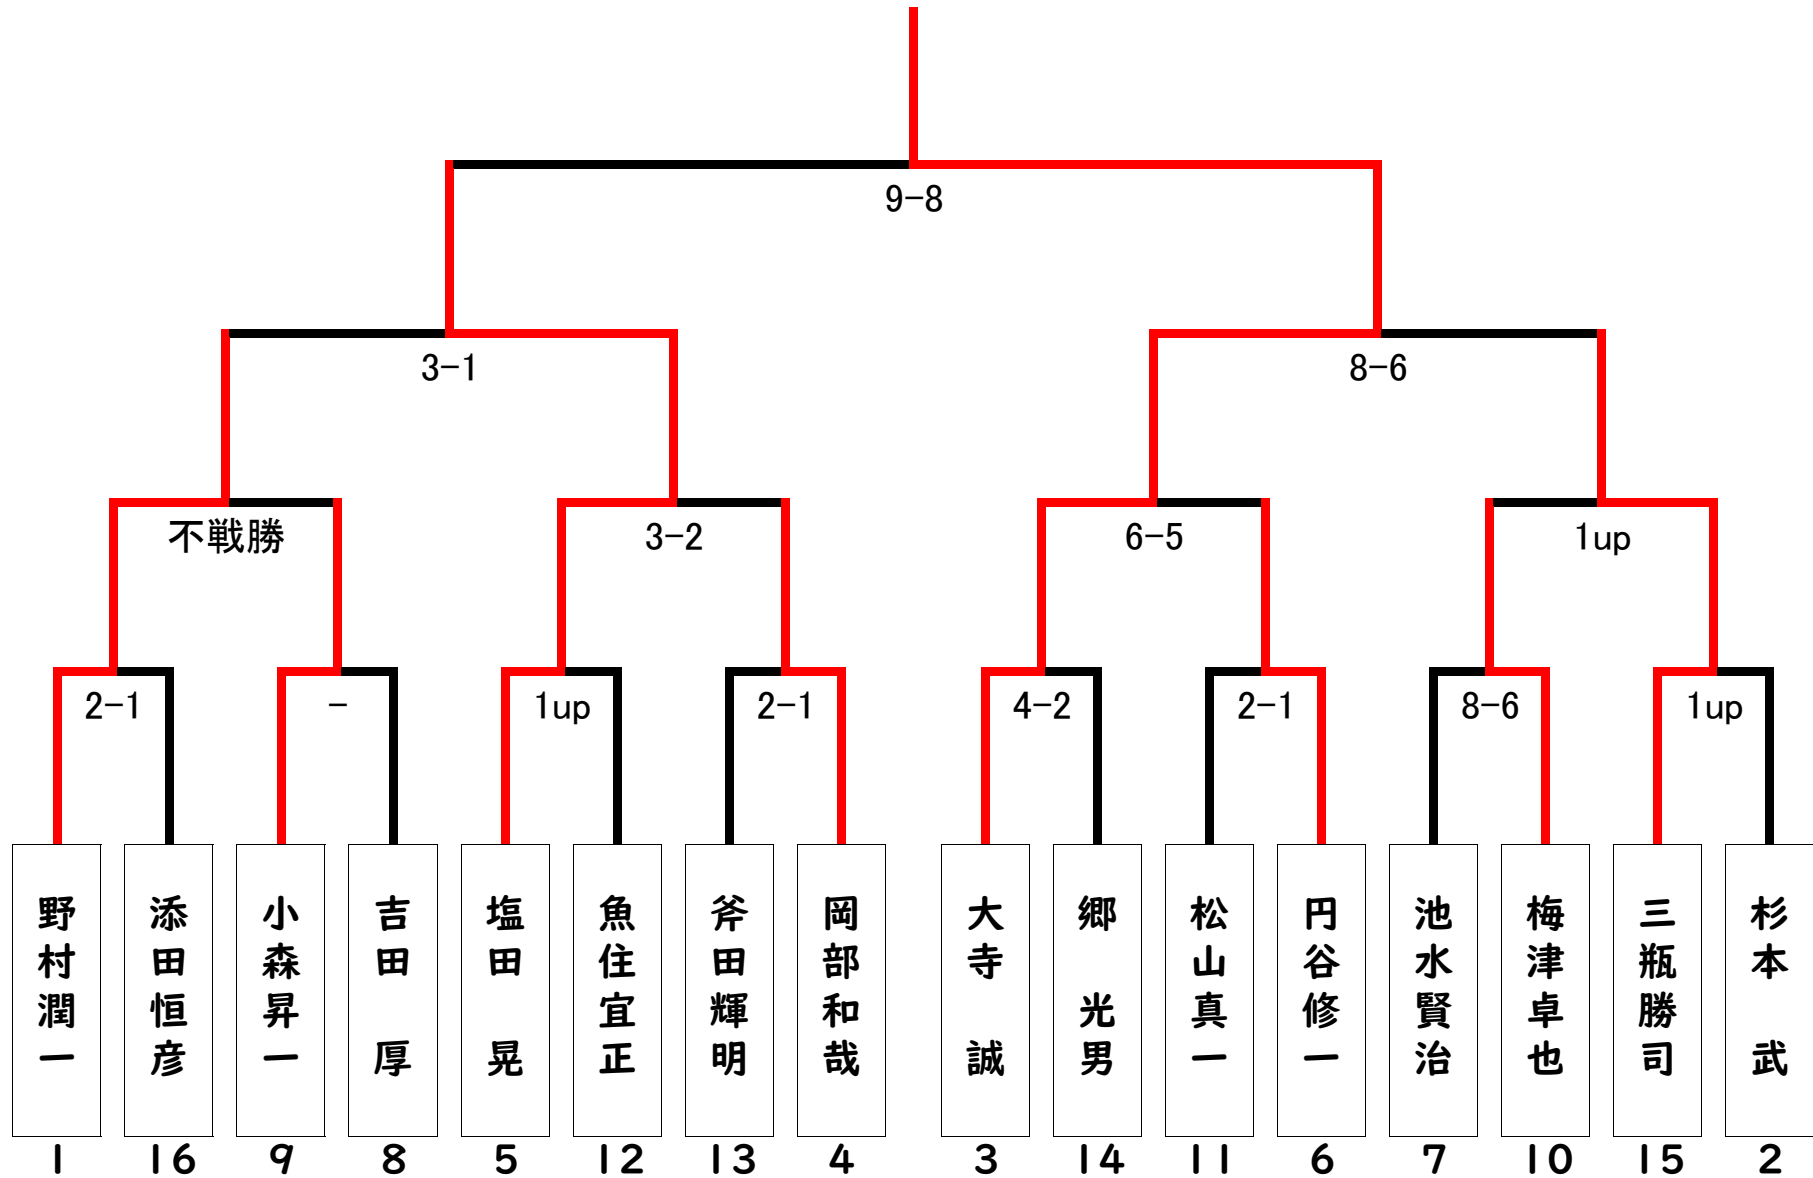 9-8
3-1
8-6
不戦勝
3-2
6-5
1up
2-1
-
1up
2-1
4-2
2-1
8-6
1up
野村潤一
添田恒彦
小森昇一
吉田 厚
塩田 晃
魚住宜正
斧田輝明
岡部和哉
大寺 誠
郷 光男
松山真一
円谷修一
池水賢治
梅津卓也
三瓶勝司
杉本 武
1 16 9 8 5 12 13 4 3 14 11 6 7 10 15 2